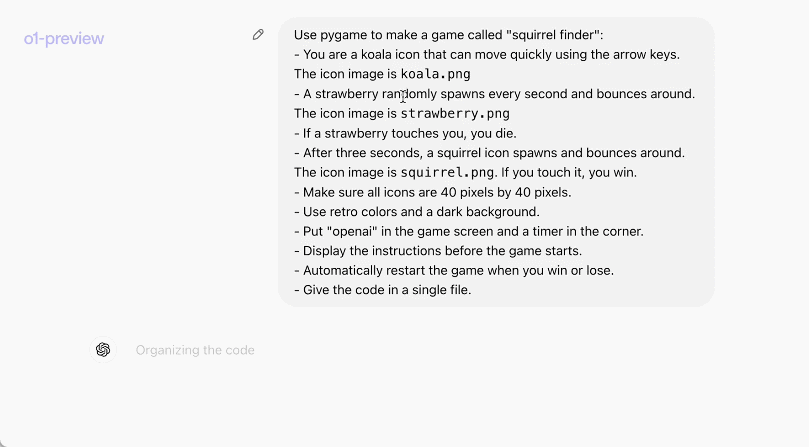 o1-preview
Use pygame to make a game called "squirrel finder":
- You are a koala icon that can move quickly using the arrow keys.
The icon image is koala.png
- A strawberry randomly spawns every second and bounces around.
The icon image is strawberry.png
- If a strawberry touches you, you die.
- After three seconds, a squirrel icon spawns and bounces around.
The icon image is squirrel.png. If you touch it, you win.
- Make sure all icons are 40 pixels by 40 pixels.
- Use retro colors and a dark background.
- Put "openai" in the game screen and a timer in the corner.
- Display the instructions before the game starts.
- Automatically restart the game when you win or lose.
- Give the code in a single file.
Organizing the code